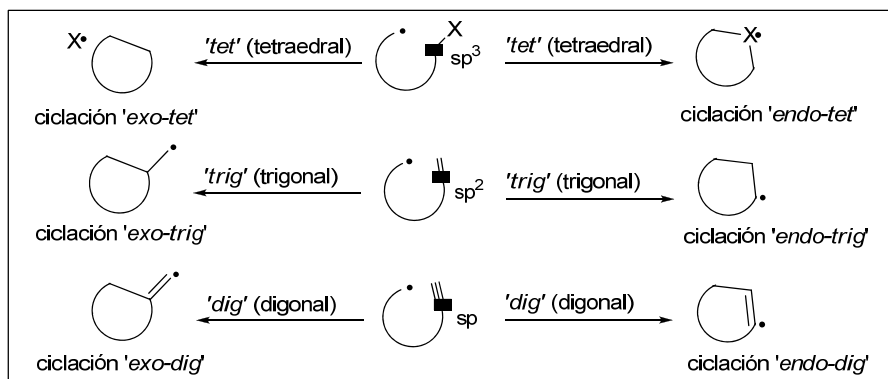 X• 'tet' (tetraedral) X sp3 'tet' (tetraedral) X•
ciclación 'exo-tet' ciclación 'endo-tet'
'trig' (trigonal) sp2 'trig' (trigonal)
ciclación 'exo-trig' ciclación 'endo-trig'
'dig' (digonal) sp 'dig' (digonal)
ciclación 'exo-dig' ciclación 'endo-dig'